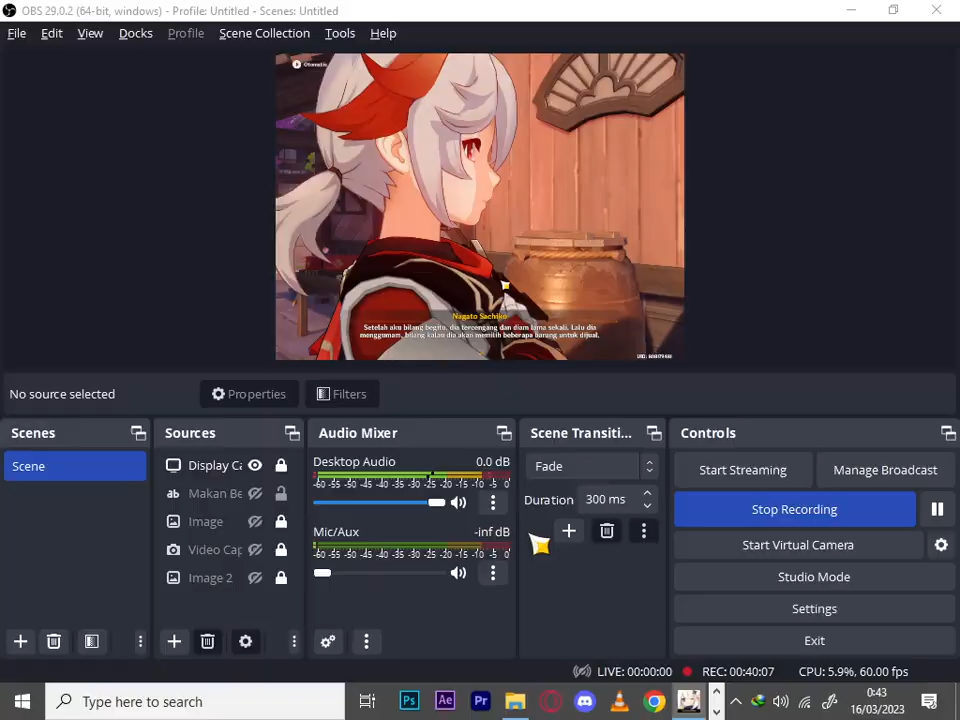 OBS 29.0.2 (64-bit, windows) - Profile: Untitled - Scenes: Untitled
File Edit View Docks Profile Scene Collection Tools Help
Otomatis
Nagato Sachiko
Setelah aku bilang begitu, dia tercengang dan diam lama sekali. Lalu dia
menggumam, bilang kalau dia akan memilih beberapa barang untuk dijual.
No source selected Properties Filters
Scenes
Scene
Sources
Display Ca
Makan Be
Image
Video Cap
Image 2
Audio Mixer
Desktop Audio 0.0 dB
-60 -55 -50 -45 -40 -35 -30 -25 -20 -15 -10 -5 0
Mic/Aux -inf dB
-60 -55 -50 -45 -40 -35 -30 -25 -20 -15 -10 -5 0
Scene Transiti...
Fade
Duration 300 ms
Controls
Start Streaming Manage Broadcast
Stop Recording
Start Virtual Camera
Studio Mode
Settings
Exit
LIVE: 00:00:00 REC: 00:40:07 CPU: 5.9%, 60.00 fps
Type here to search
Ps Ae Pr
0:43
16/03/2023